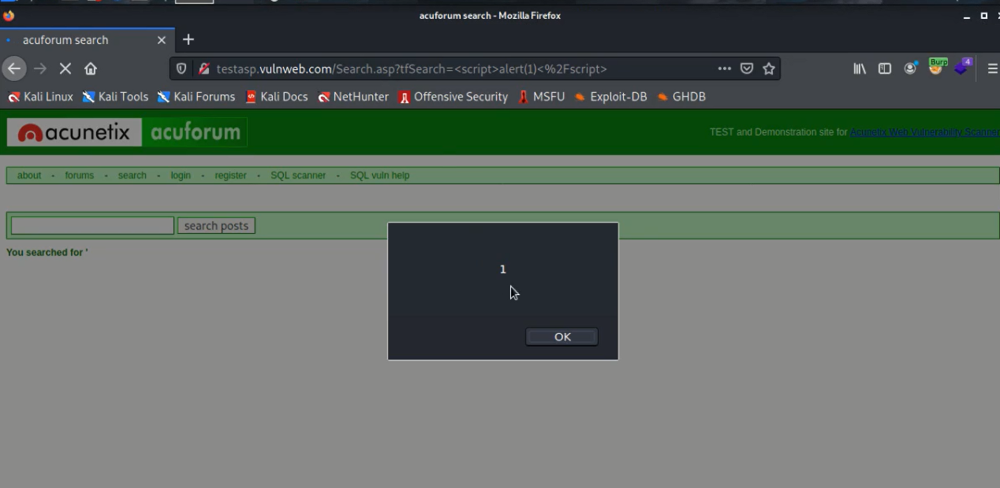 acuforum search - Mozilla Firefox
acuforum search
testasp.vulnweb.com/Search.asp?tfSearch=<script>alert(1)<%2Fscript>
Burp 4
Kali Linux Kali Tools Kali Forums Kali Docs NetHunter Offensive Security MSFU Exploit-DB GHDB
acunetix acuforum TEST and Demonstration site for Acunetix Web Vulnerability Scanner
about - forums - search - login - register - SQL scanner - SQL vuln help
search posts
You searched for '
1
OK